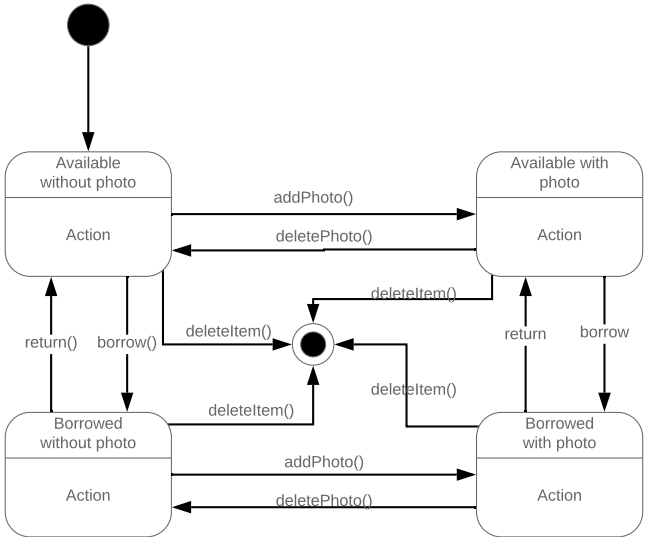 Available
without photo
Action
Available with
photo
Action
addPhoto()
deletePhoto()
deleteItem()
deleteItem()
return()
borrow()
return
borrow
deleteItem()
deleteItem()
Borrowed
without photo
Action
Borrowed
with photo
Action
addPhoto()
deletePhoto()